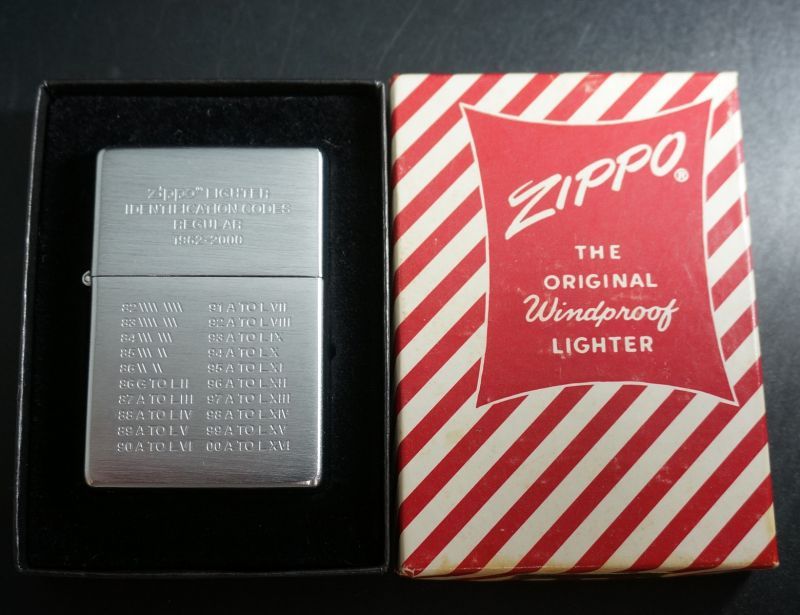 Zippo™ LIGHTER
IDENTIFICATION CODES
REGULAR
1982-2000
82 \\\\ \\\\
83 \\\\ \\\
84 \\\ \\\
85 \\\ \\
86 \\ \\
86 G TO L II
87 A TO L III
88 A TO L IV
89 A TO L V
90 A TO L VI
91 A TO L VII
92 A TO L VIII
93 A TO L IX
94 A TO L X
95 A TO L XI
96 A TO L XII
97 A TO L XIII
98 A TO L XIV
99 A TO L XV
00 A TO L XVI
ZIPPO®
THE
ORIGINAL
Windproof
LIGHTER